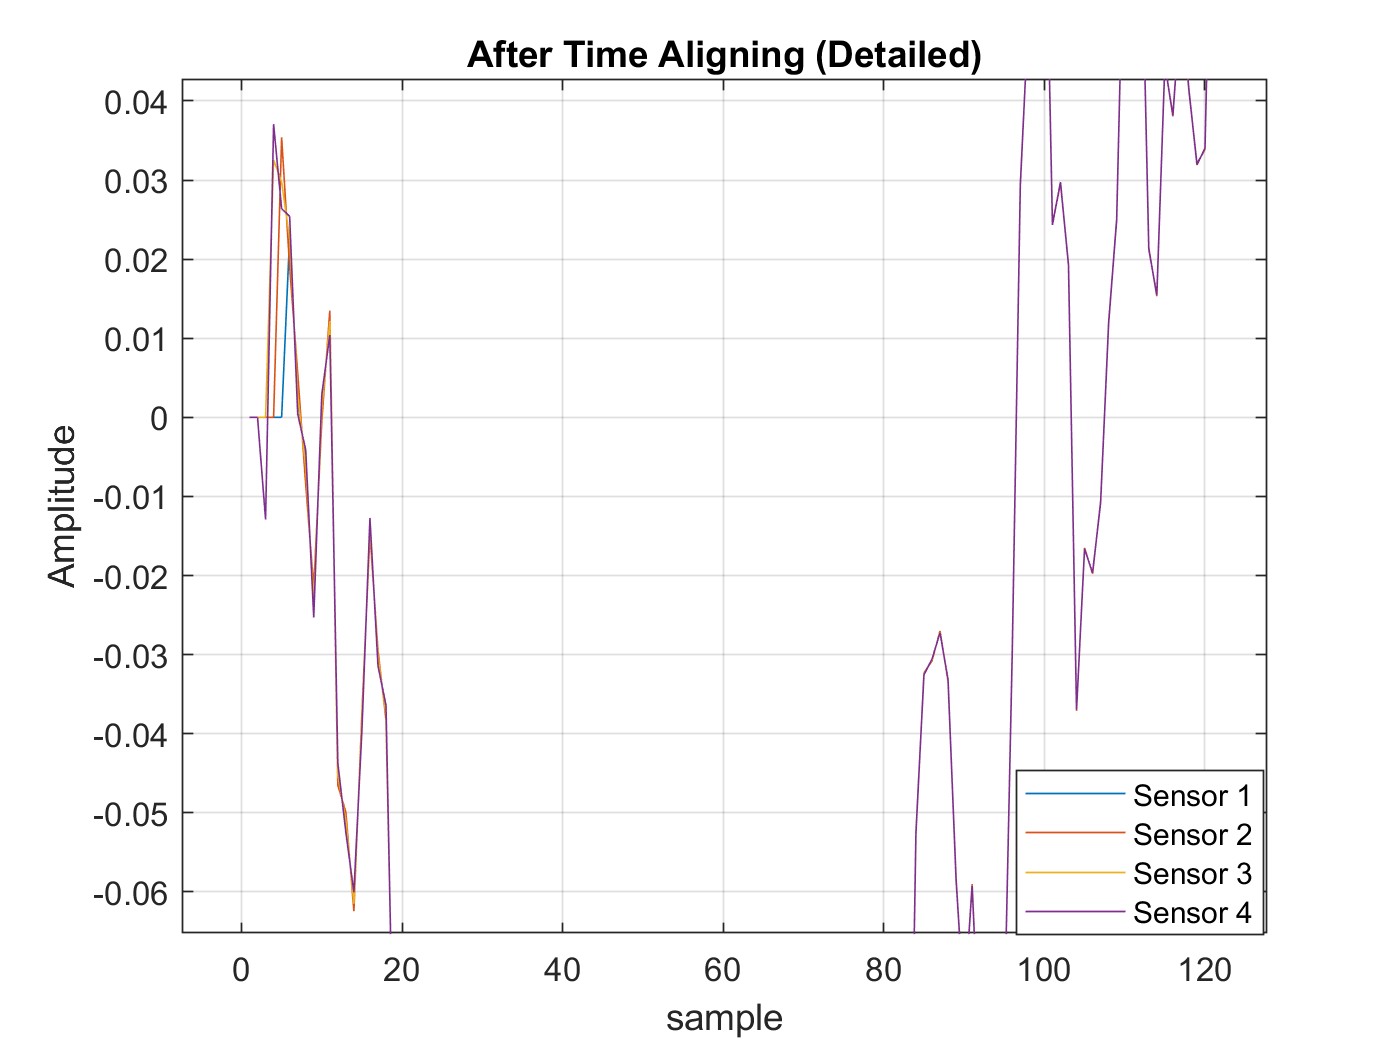 After Time Aligning (Detailed)
0.04
0.03
0.02
0.01
0
-0.01
-0.02
-0.03
-0.04
-0.05
-0.06
Amplitude
0 20 40 60 80 100 120
sample
Sensor 1
Sensor 2
Sensor 3
Sensor 4